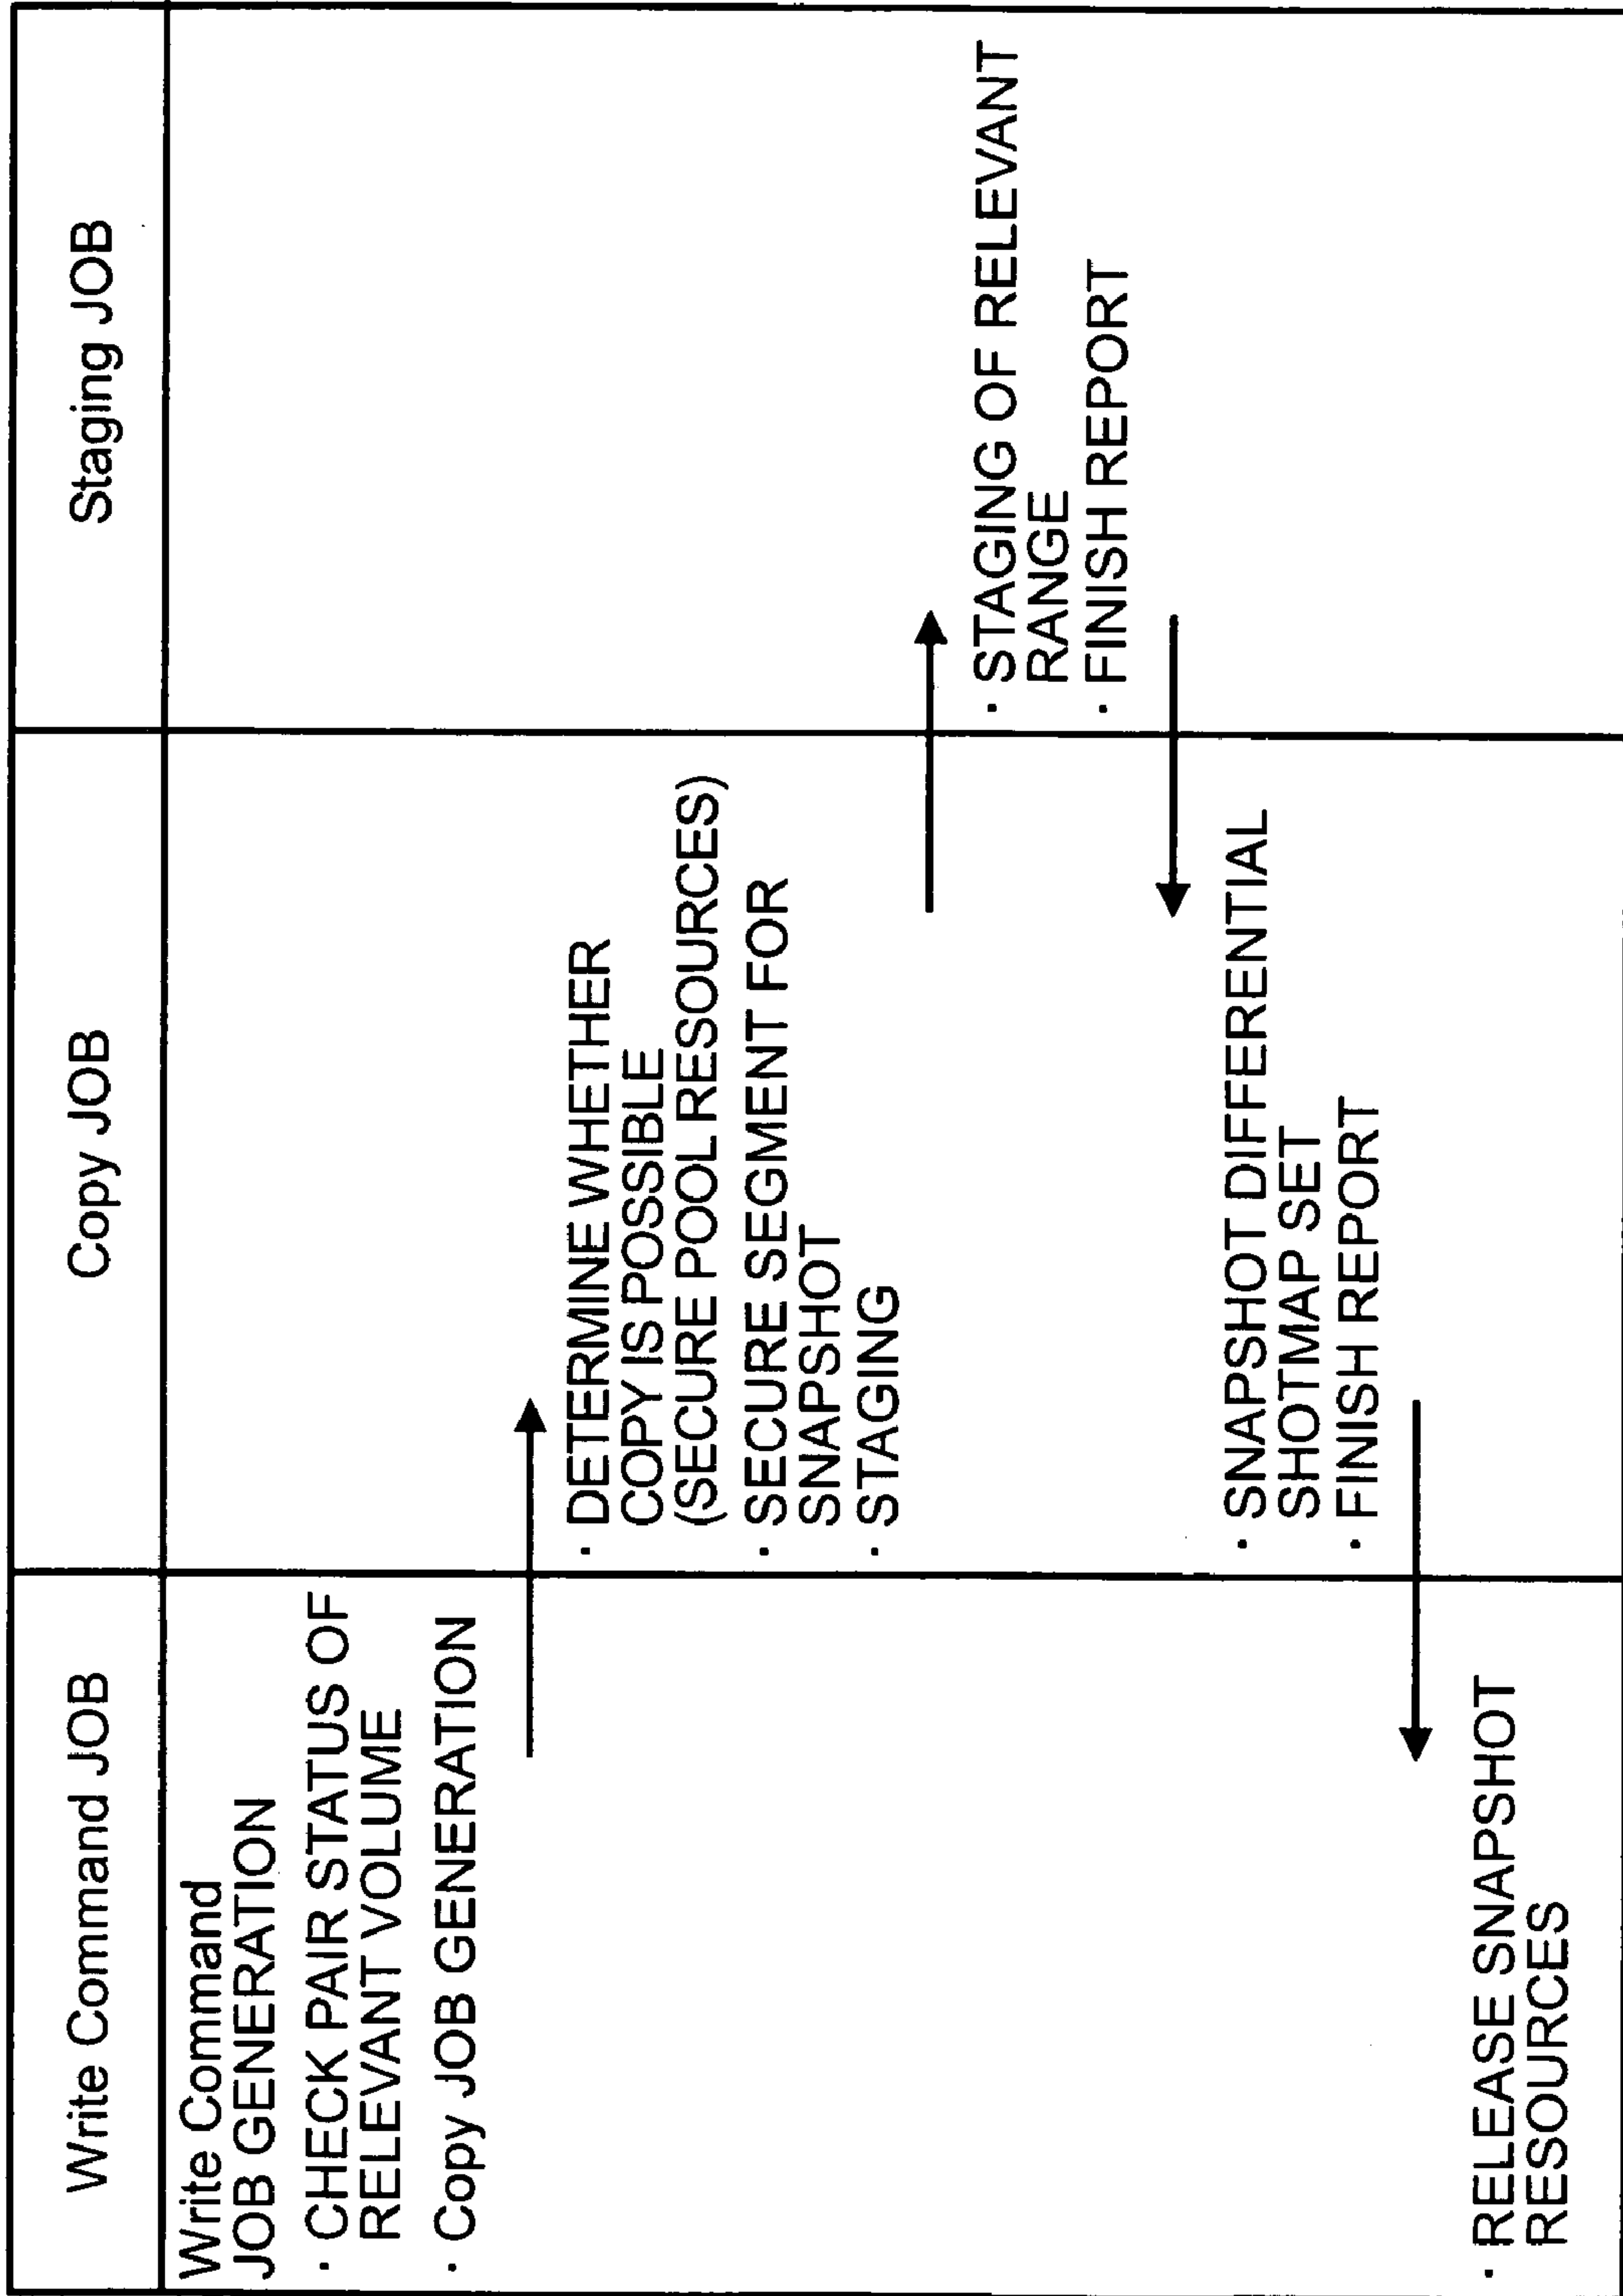 Write Command JOB
Copy JOB
Staging JOB
Write Command
JOB GENERATION
· CHECK PAIR STATUS OF
RELEVANT VOLUME
· Copy JOB GENERATION
· DETERMINE WHETHER
COPY IS POSSIBLE
(SECURE POOL RESOURCES)
· SECURE SEGMENT FOR
SNAPSHOT
· STAGING
· STAGING OF RELEVANT
RANGE
· FINISH REPORT
· SNAPSHOT DIFFERENTIAL
SHOTMAP SET
· FINISH REPORT
· RELEASE SNAPSHOT
RESOURCES